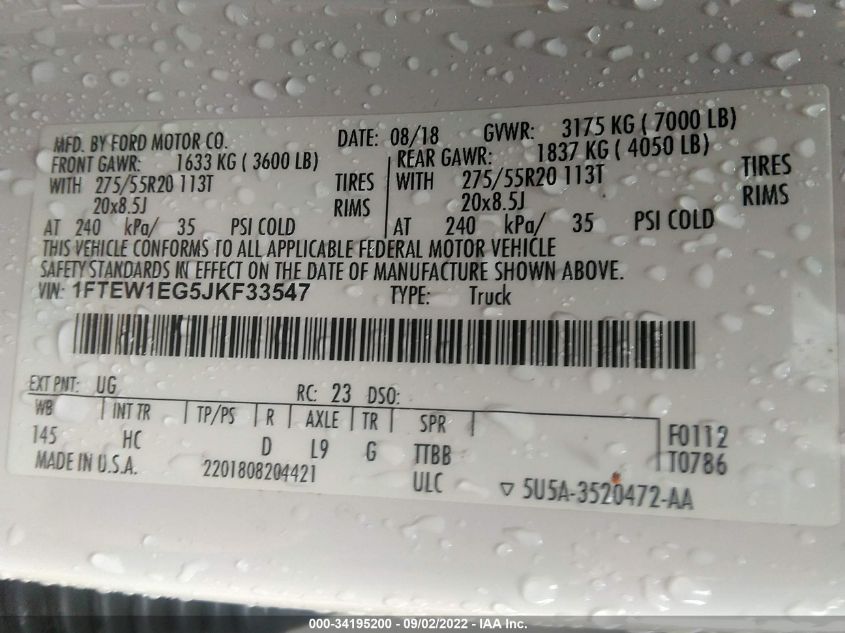 MFD. BY FORD MOTOR CO. DATE: 08/18 GVWR: 3175 KG ( 7000 LB)
FRONT GAWR: 1633 KG ( 3600 LB) REAR GAWR: 1837 KG ( 4050 LB)
WITH 275/55R20 113T TIRES WITH 275/55R20 113T TIRES
20x8.5J RIMS 20x8.5J RIMS
AT 240 kPa/ 35 PSI COLD AT 240 kPa/ 35 PSI COLD
THIS VEHICLE CONFORMS TO ALL APPLICABLE FEDERAL MOTOR VEHICLE
SAFETY STANDARDS IN EFFECT ON THE DATE OF MANUFACTURE SHOWN ABOVE.
VIN: 1FTEW1EG5JKF33547 TYPE: Truck
EXT PNT: UG RC: 23 DSO:
WB INT TR TP/PS R AXLE TR SPR
145 HC D L9 G TTBB F0112
T0786
MADE IN U.S.A. 2201808204421 ULC ▽ 5U5A-3520472-AA
000-34195200 - 09/02/2022 - IAA Inc.